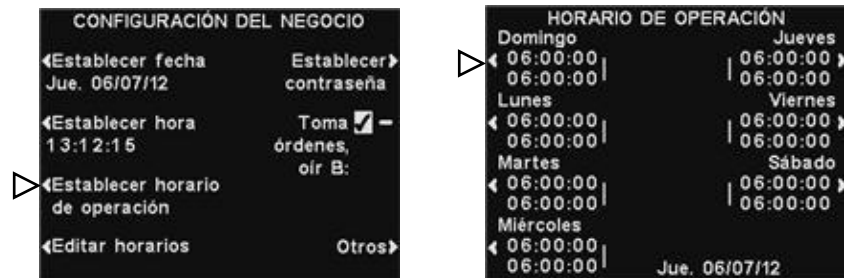 CONFIGURACIÓN DEL NEGOCIO
Establecer fecha
Jue. 06/07/12
Establecer
contraseña
Establecer hora
13:12:15
Toma
órdenes,
oír B:
Establecer horario
de operación
Editar horarios
Otros
HORARIO DE OPERACIÓN
Domingo
06:00:00
06:00:00
Jueves
06:00:00
06:00:00
Lunes
06:00:00
06:00:00
Viernes
06:00:00
06:00:00
Martes
06:00:00
06:00:00
Sábado
06:00:00
06:00:00
Miércoles
06:00:00
06:00:00
Jue. 06/07/12